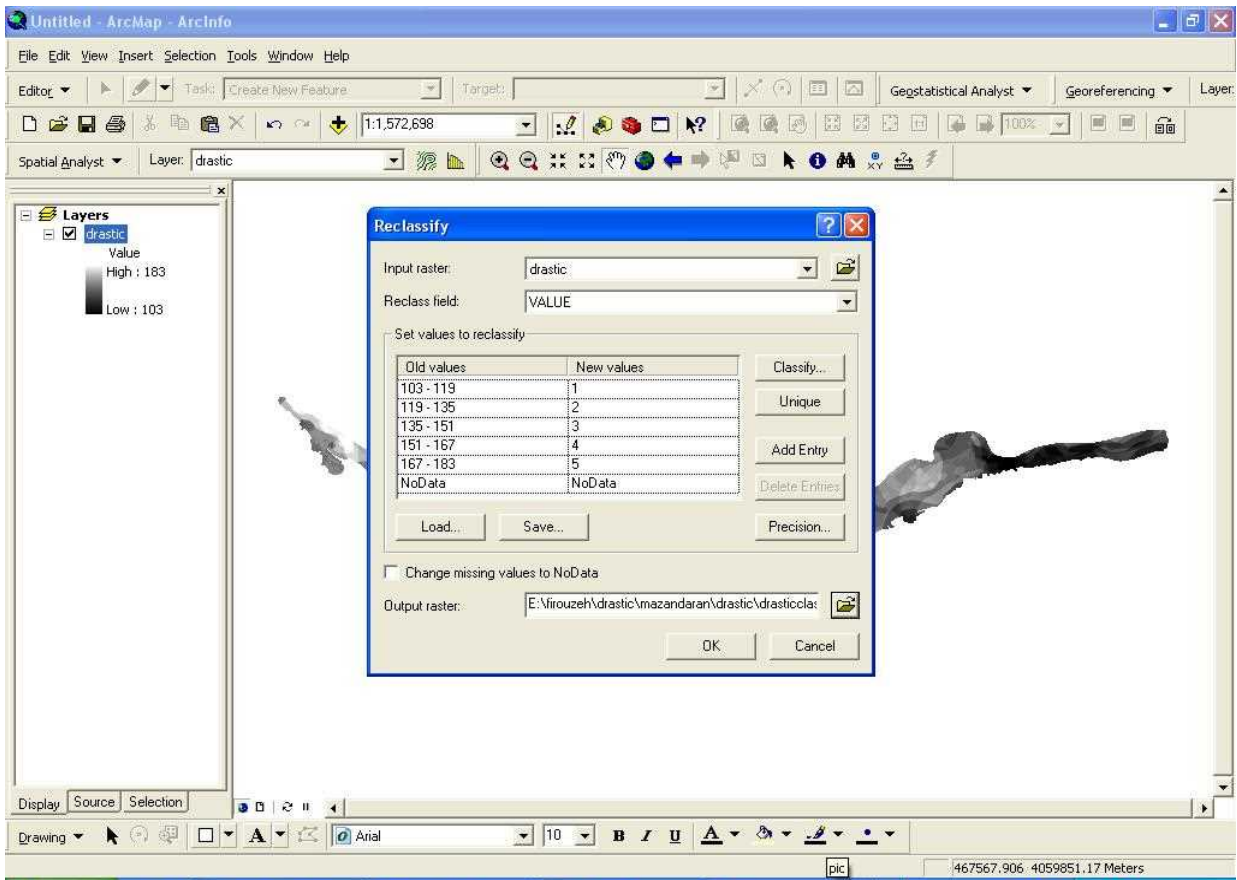 Untitled - ArcMap - ArcInfo
File Edit View Insert Selection Tools Window Help
Editor Task: Create New Feature Target: Geostatistical Analyst Georeferencing Layer:
1:1,572,698 100%
Spatial Analyst Layer: drastic
Layers
drastic
Value
High : 183
Low : 103
Reclassify
Input raster: drastic
Reclass field: VALUE
Set values to reclassify
Old values New values
103 - 119 1
119 - 135 2
135 - 151 3
151 - 167 4
167 - 183 5
NoData NoData
Classify...
Unique
Add Entry
Delete Entries
Load... Save... Precision...
Change missing values to NoData
Output raster: E:\firouzeh\drastic\mazandaran\drastic\drasticclas
OK Cancel
Display Source Selection
Drawing A Arial 10 B I U A
pic 467567.906 4059851.17 Meters